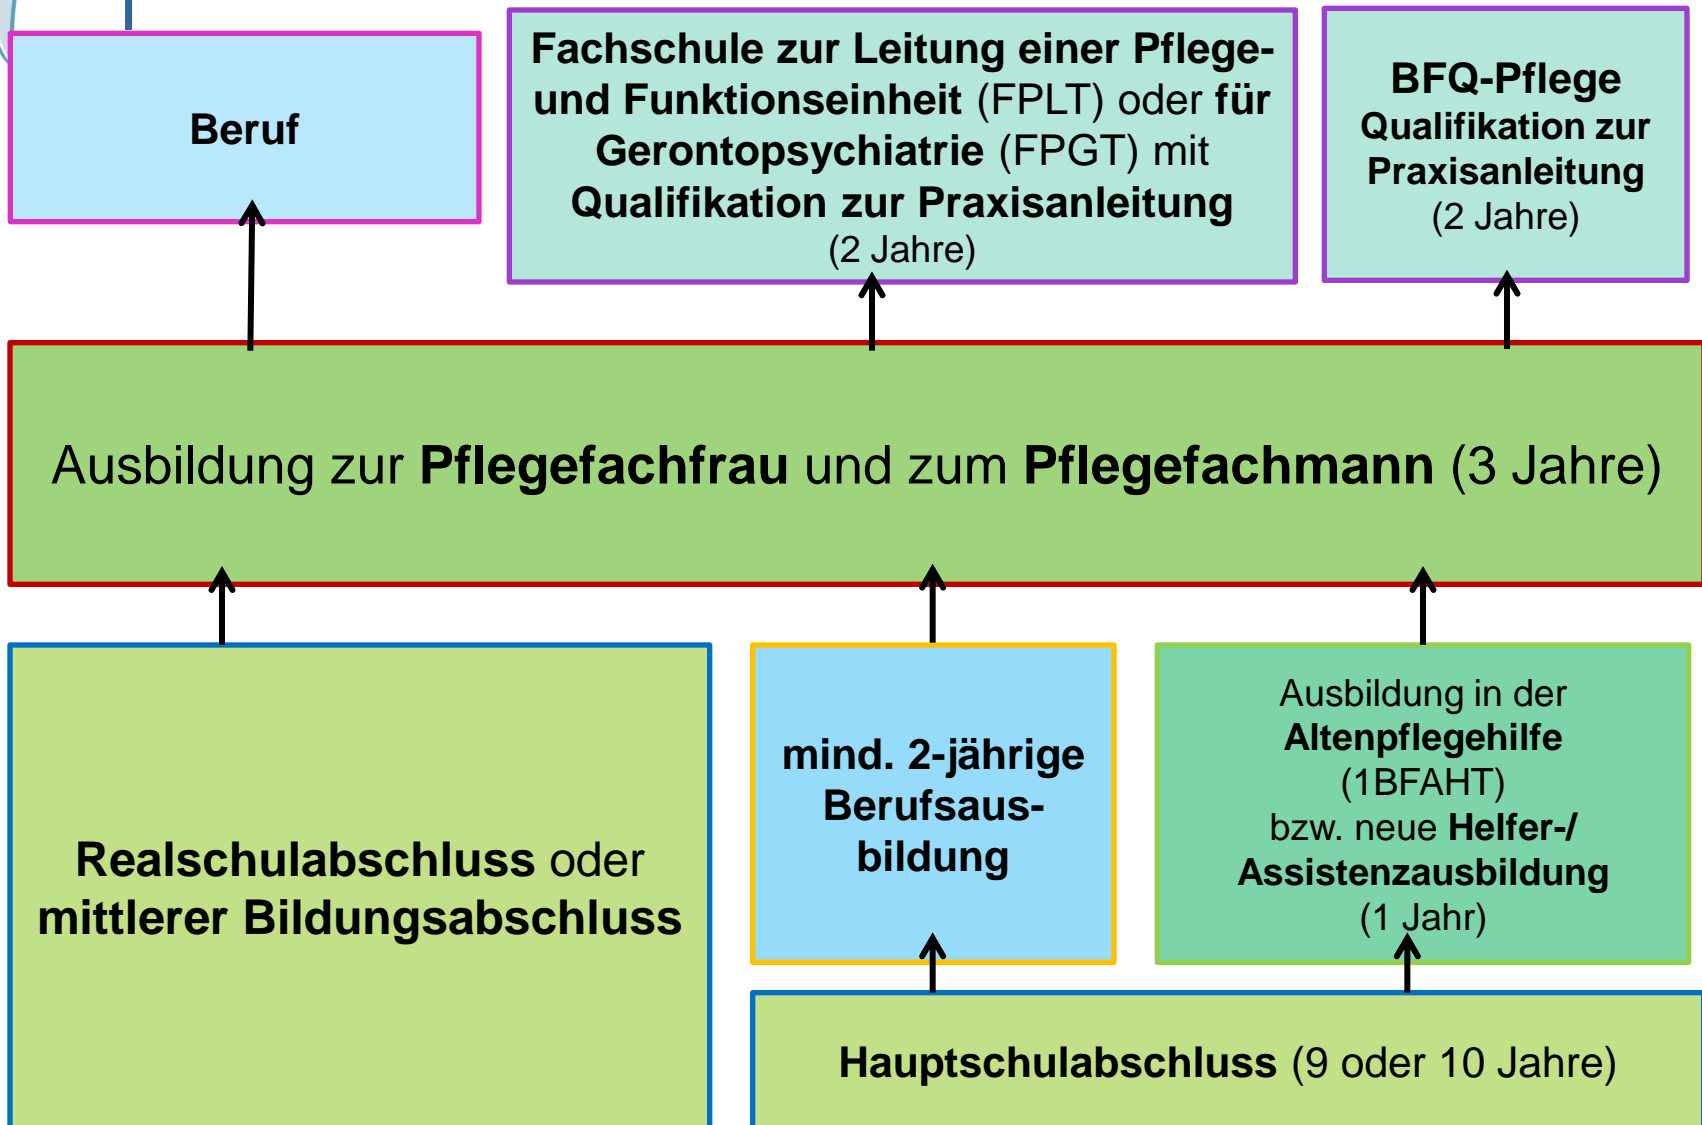 Beruf
Fachschule zur Leitung einer Pflege-
und Funktionseinheit (FPLT) oder für
Gerontopsychiatrie (FPGT) mit
Qualifikation zur Praxisanleitung
(2 Jahre)
BFQ-Pflege
Qualifikation zur
Praxisanleitung
(2 Jahre)
Ausbildung zur Pflegefachfrau und zum Pflegefachmann (3 Jahre)
Realschulabschluss oder
mittlerer Bildungsabschluss
mind. 2-jährige
Berufsaus-
bildung
Ausbildung in der
Altenpflegehilfe
(1BFAHT)
bzw. neue Helfer-/
Assistenzausbildung
(1 Jahr)
Hauptschulabschluss (9 oder 10 Jahre)